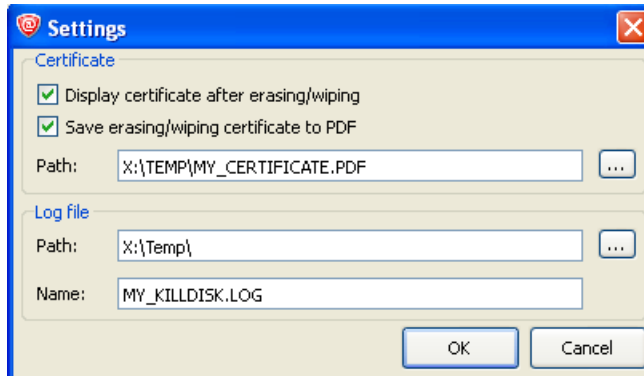 Settings
Certificate
Display certificate after erasing/wiping
Save erasing/wiping certificate to PDF
Path: X:\TEMP\MY_CERTIFICATE.PDF ...
Log file
Path: X:\Temp\ ...
Name: MY_KILLDISK.LOG
OK Cancel